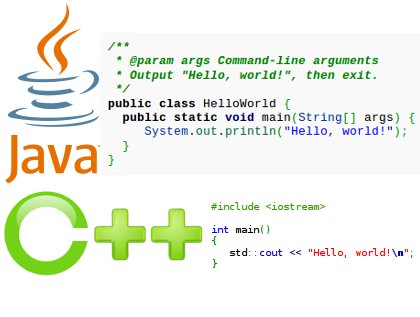 /**
 * @param args Command-line arguments
 * Output "Hello, world!", then exit.
 */
public class HelloWorld {
  public static void main(String[] args) {
     System.out.println("Hello, world!");
  }
}
Java
C++
#include <iostream>

int main()
{
   std::cout << "Hello, world!\n";
}